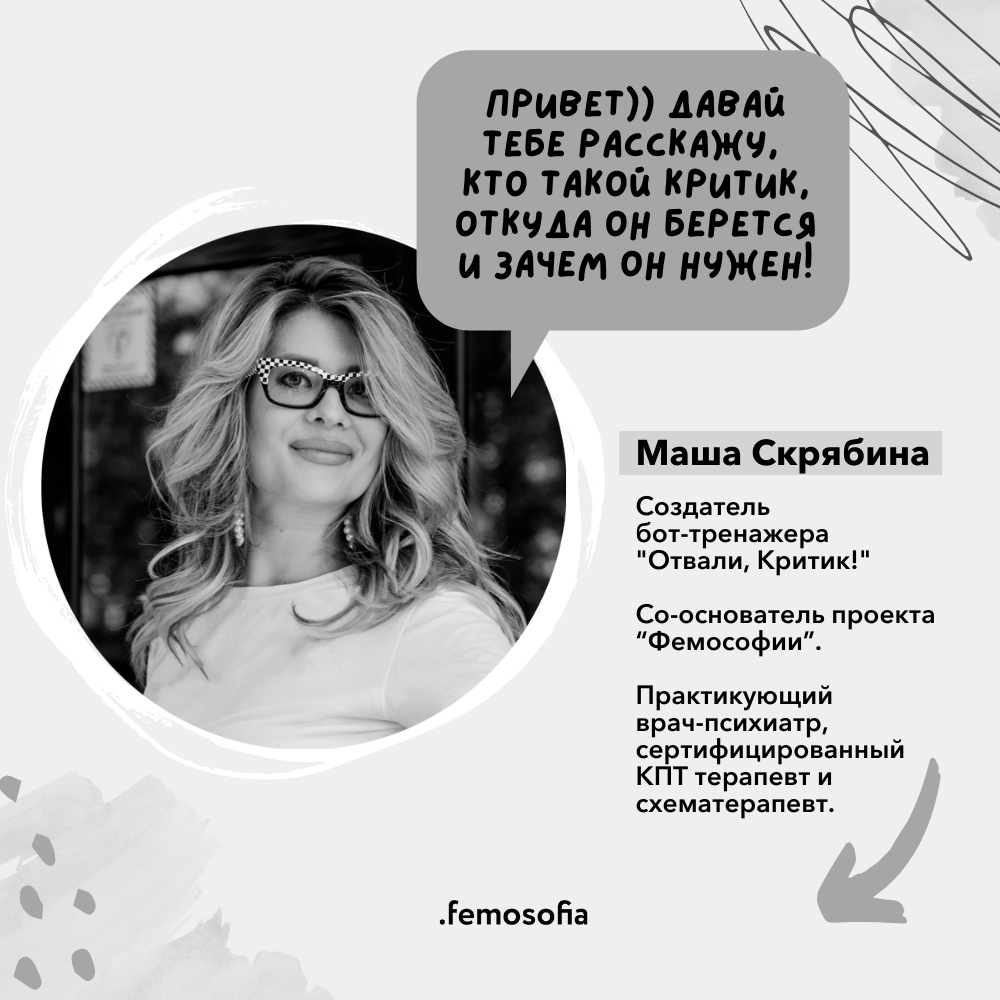 ПРИВЕТ)) ДАВАЙ
ТЕБЕ РАССКАЖУ,
КТО ТАКОЙ КРИТИК,
ОТКУДА ОН БЕРЕТСЯ
И ЗАЧЕМ ОН НУЖЕН!
Маша Скрябина
Создатель
бот-тренажера
"Отвали, Критик!"
Со-основатель проекта
“Фемософии”.
Практикующий
врач-психиатр,
сертифицированный
КПТ терапевт и
схематерапевт.
.femosofia